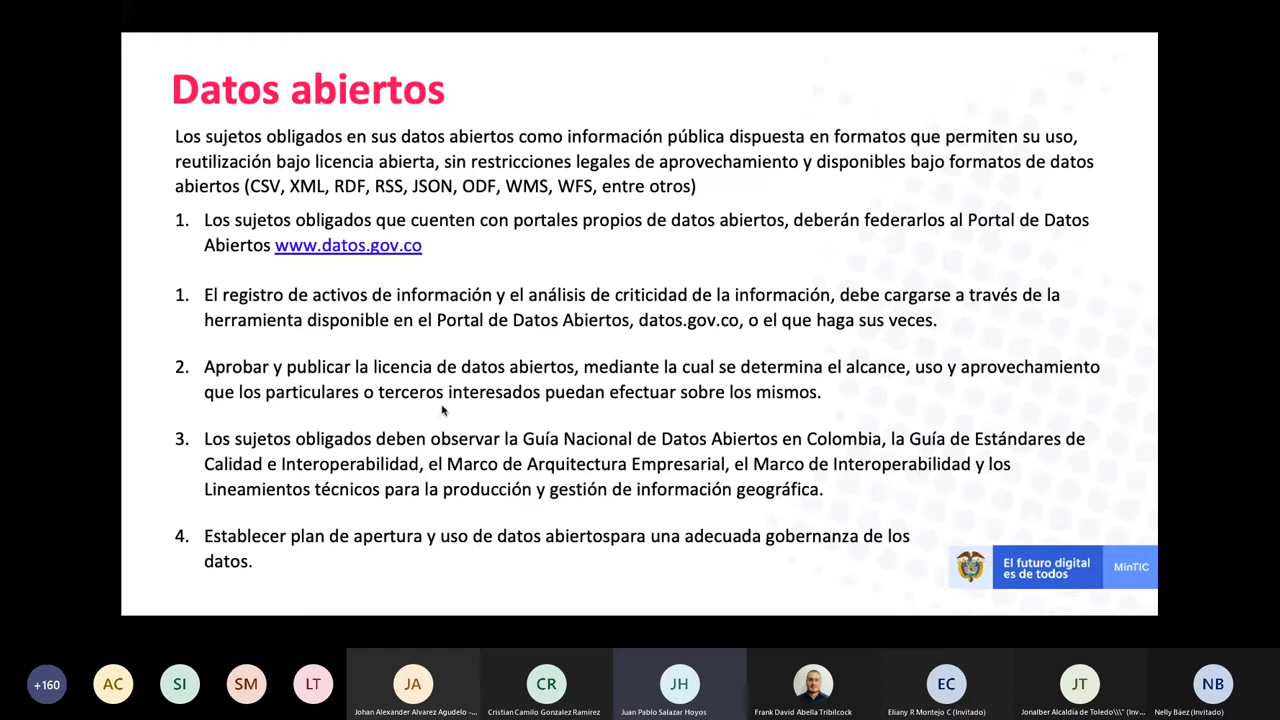 Datos abiertos
Los sujetos obligados en sus datos abiertos como información pública dispuesta en formatos que permiten su uso,
reutilización bajo licencia abierta, sin restricciones legales de aprovechamiento y disponibles bajo formatos de datos
abiertos (CSV, XML, RDF, RSS, JSON, ODF, WMS, WFS, entre otros)
1. Los sujetos obligados que cuenten con portales propios de datos abiertos, deberán federarlos al Portal de Datos
Abiertos www.datos.gov.co
1. El registro de activos de información y el análisis de criticidad de la información, debe cargarse a través de la
herramienta disponible en el Portal de Datos Abiertos, datos.gov.co, o el que haga sus veces.
2. Aprobar y publicar la licencia de datos abiertos, mediante la cual se determina el alcance, uso y aprovechamiento
que los particulares o terceros interesados puedan efectuar sobre los mismos.
3. Los sujetos obligados deben observar la Guía Nacional de Datos Abiertos en Colombia, la Guía de Estándares de
Calidad e Interoperabilidad, el Marco de Arquitectura Empresarial, el Marco de Interoperabilidad y los
Lineamientos técnicos para la producción y gestión de información geográfica.
4. Establecer plan de apertura y uso de datos abiertospara una adecuada gobernanza de los
datos.
El futuro digital
es de todos
MinTIC
+160 AC SI SM LT JA CR JH EC JT NB
Johan Alexander Alvarez Agudelo -... Cristian Camilo Gonzalez Ramirez Juan Pablo Salazar Hoyos Frank David Abella Tribilcock Eliany R Montejo C (Invitado) Jonalber Alcaldía de Toledo\\\" (Inv... Nelly Báez (Invitado)